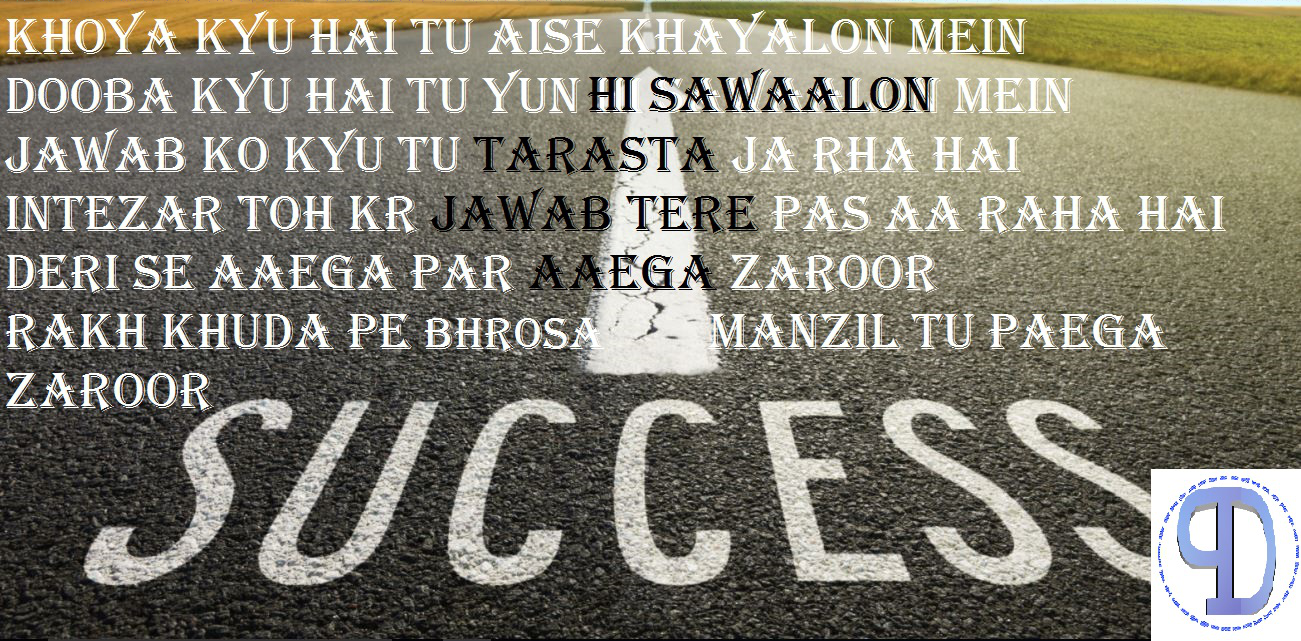 KHOYA KYU HAI TU AISE KHAYALON MEIN
DOOBA KYU HAI TU YUN HI SAWAALON MEIN
JAWAB KO KYU TU TARASTA JA RHA HAI
INTEZAR TOH KR JAWAB TERE PAS AA RAHA HAI
DERI SE AAEGA PAR AAEGA ZAROOR
RAKH KHUDA PE BHROSA MANZIL TU PAEGA
ZAROOR
SUCCESS